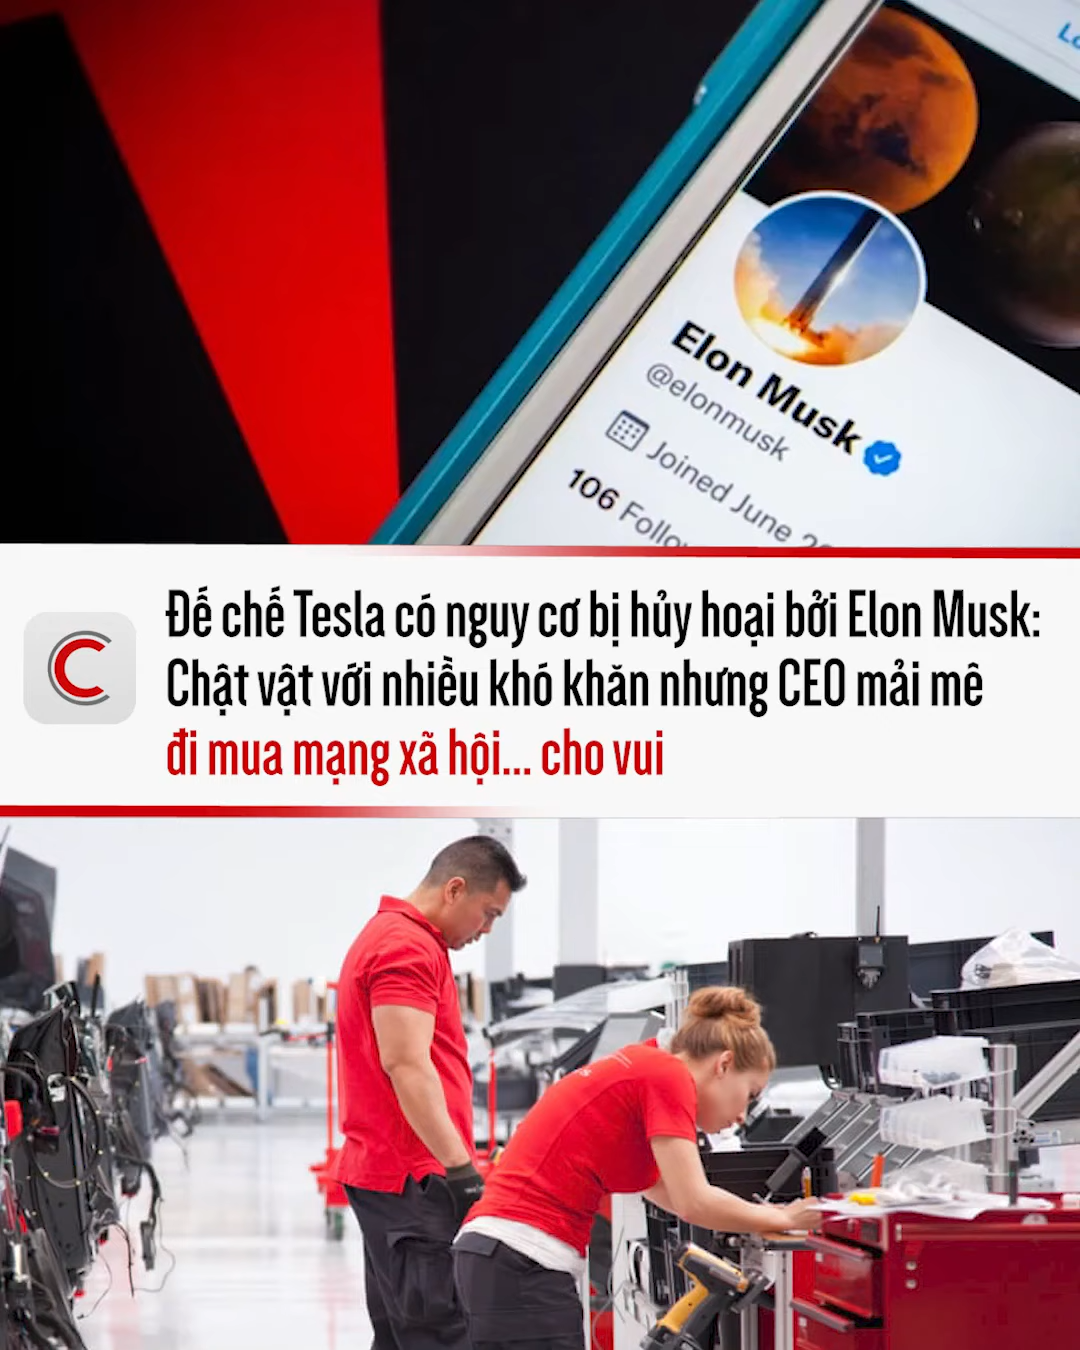 Elon Musk
@elonmusk
Joined June
106
Đế chế Tesla có nguy cơ bị hủy hoại bởi Elon Musk:
Chật vật với nhiều khó khăn nhưng CEO mải mê
đi mua mạng xã hội... cho vui